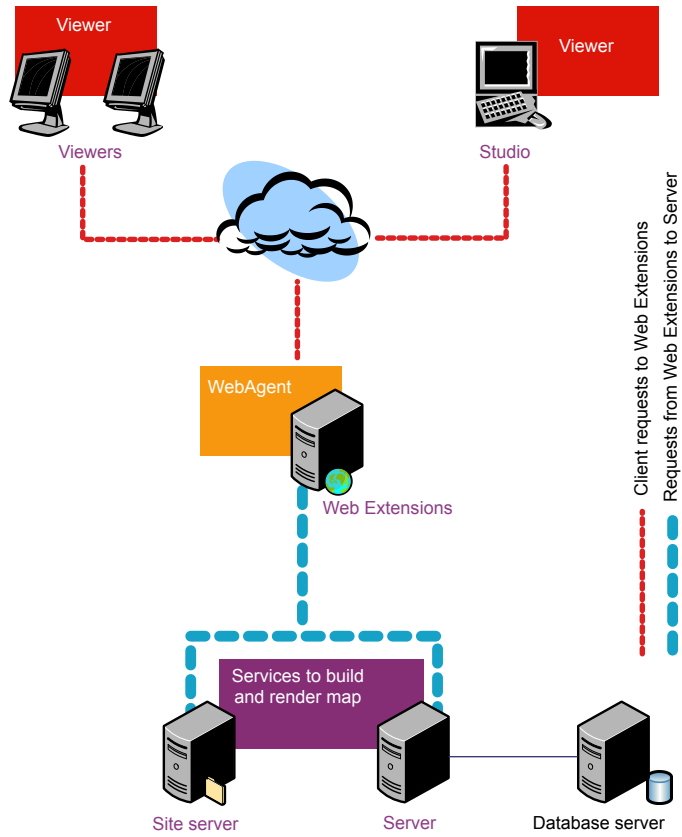 Viewer
Viewer
Viewers
Studio
Client requests to Web Extensions
Requests from Web Extensions to Server
WebAgent
Web Extensions
Services to build
and render map
Site server
Server
Database server